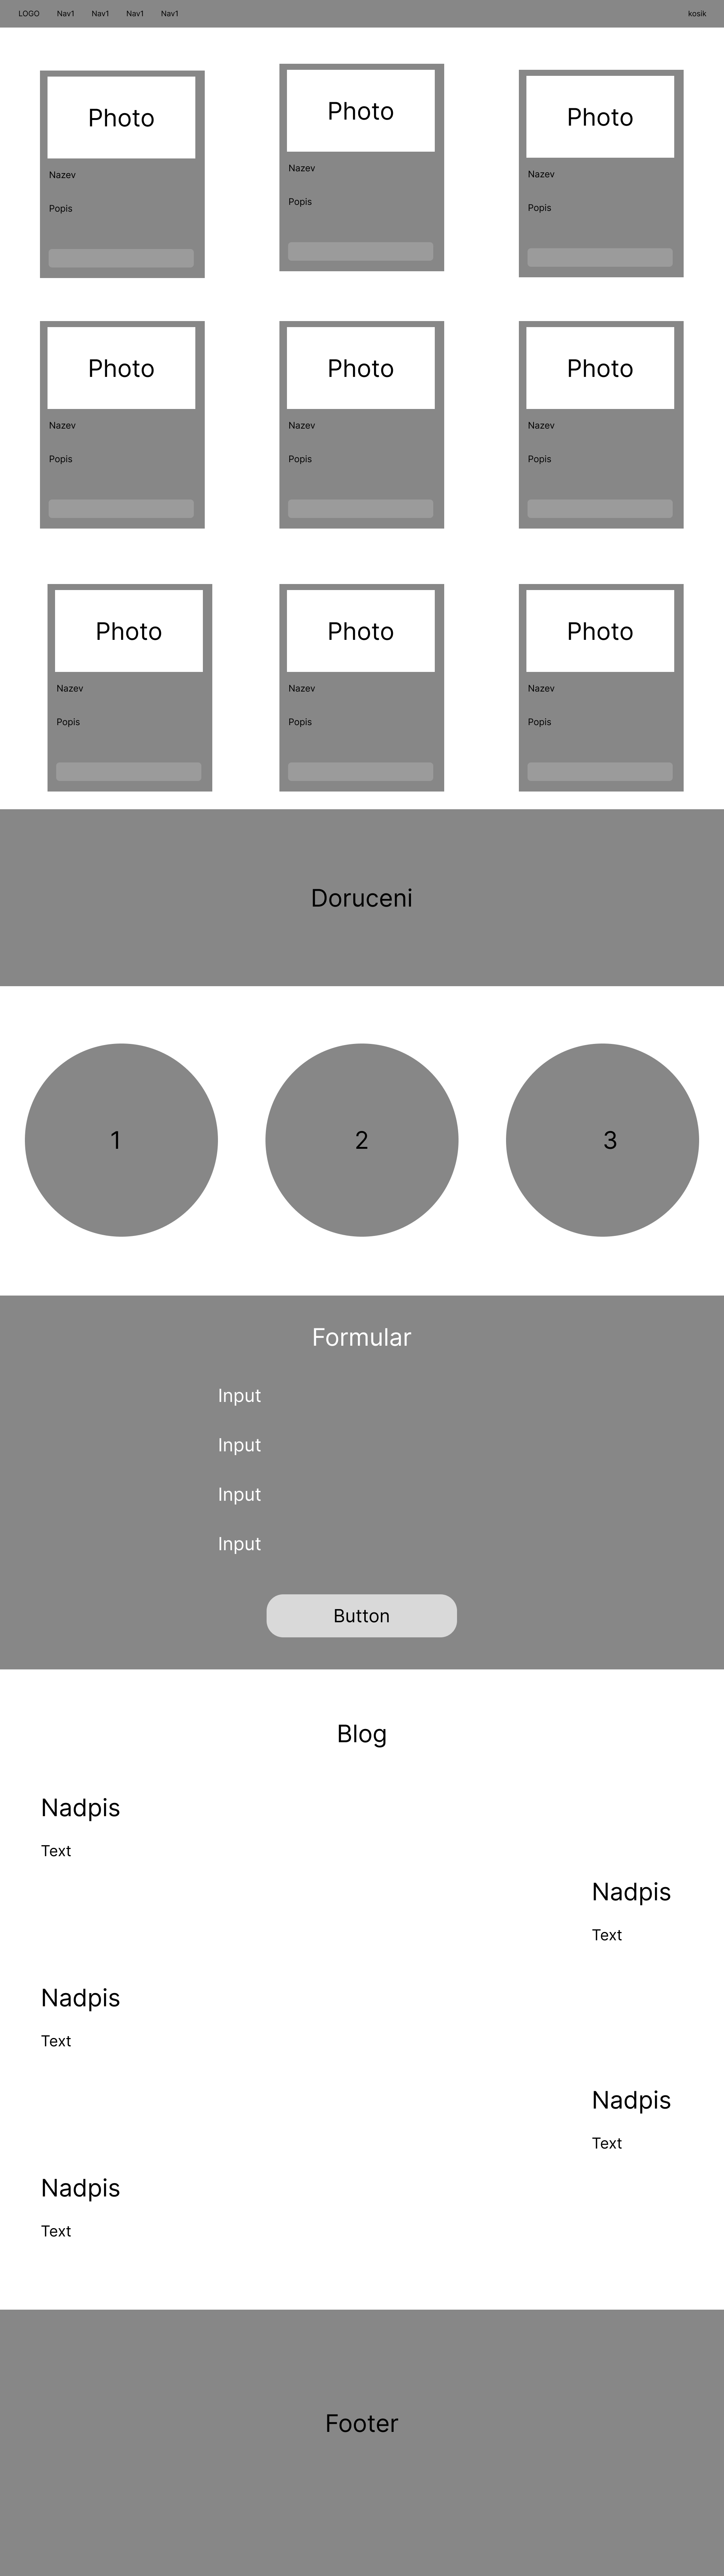 LOGO Nav1 Nav1 Nav1 Nav1 kosik
Photo Photo Photo
Nazev Nazev Nazev
Popis Popis Popis
Photo Photo Photo
Nazev Nazev Nazev
Popis Popis Popis
Photo Photo Photo
Nazev Nazev Nazev
Popis Popis Popis
Doruceni
1 2 3
Formular
Input
Input
Input
Input
Button
Blog
Nadpis
Text
Nadpis
Text
Nadpis
Text
Nadpis
Text
Nadpis
Text
Footer